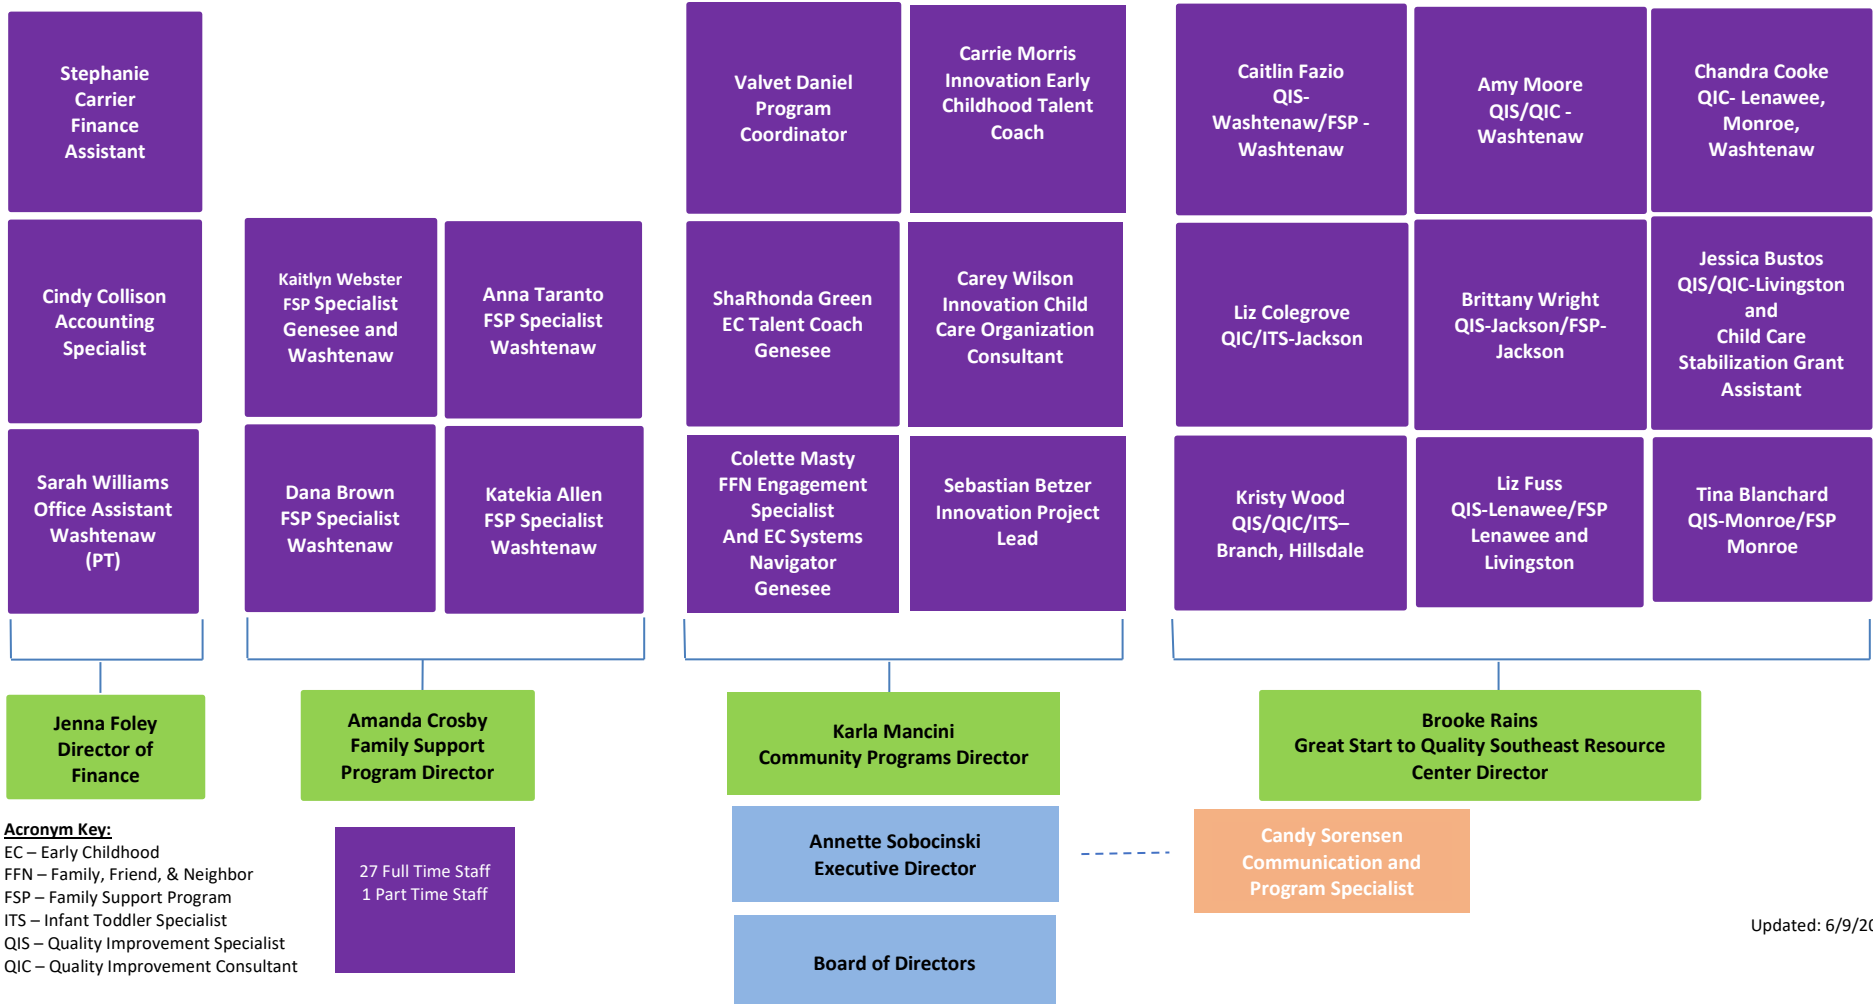 Stephanie
Carrier
Finance
Assistant
Valvet Daniel
Program
Coordinator
Carrie Morris
Innovation Early
Childhood Talent
Coach
Caitlin Fazio
QIS-
Washtenaw/FSP -
Washtenaw
Amy Moore
QIS/QIC -
Washtenaw
Chandra Cooke
QIC- Lenawee,
Monroe,
Washtenaw
Cindy Collison
Accounting
Specialist
Kaitlyn Webster
FSP Specialist
Genesee and
Washtenaw
Anna Taranto
FSP Specialist
Washtenaw
ShaRhonda Green
EC Talent Coach
Genesee
Carey Wilson
Innovation Child
Care Organization
Consultant
Liz Colegrove
QIC/ITS-Jackson
Brittany Wright
QIS-Jackson/FSP-
Jackson
Jessica Bustos
QIS/QIC-Livingston
and
Child Care
Stabilization Grant
Assistant
Sarah Williams
Office Assistant
Washtenaw
(PT)
Dana Brown
FSP Specialist
Washtenaw
Katekia Allen
FSP Specialist
Washtenaw
Colette Masty
FFN Engagement
Specialist
And EC Systems
Navigator
Genesee
Sebastian Betzer
Innovation Project
Lead
Kristy Wood
QIS/QIC/ITS–
Branch, Hillsdale
Liz Fuss
QIS-Lenawee/FSP
Lenawee and
Livingston
Tina Blanchard
QIS-Monroe/FSP
Monroe
Jenna Foley
Director of
Finance
Amanda Crosby
Family Support
Program Director
Karla Mancini
Community Programs Director
Brooke Rains
Great Start to Quality Southeast Resource
Center Director
Acronym Key:
EC – Early Childhood
FFN – Family, Friend, & Neighbor
FSP – Family Support Program
ITS – Infant Toddler Specialist
QIS – Quality Improvement Specialist
QIC – Quality Improvement Consultant
27 Full Time Staff
1 Part Time Staff
Annette Sobocinski
Executive Director
Candy Sorensen
Communication and
Program Specialist
Board of Directors
Updated: 6/9/20